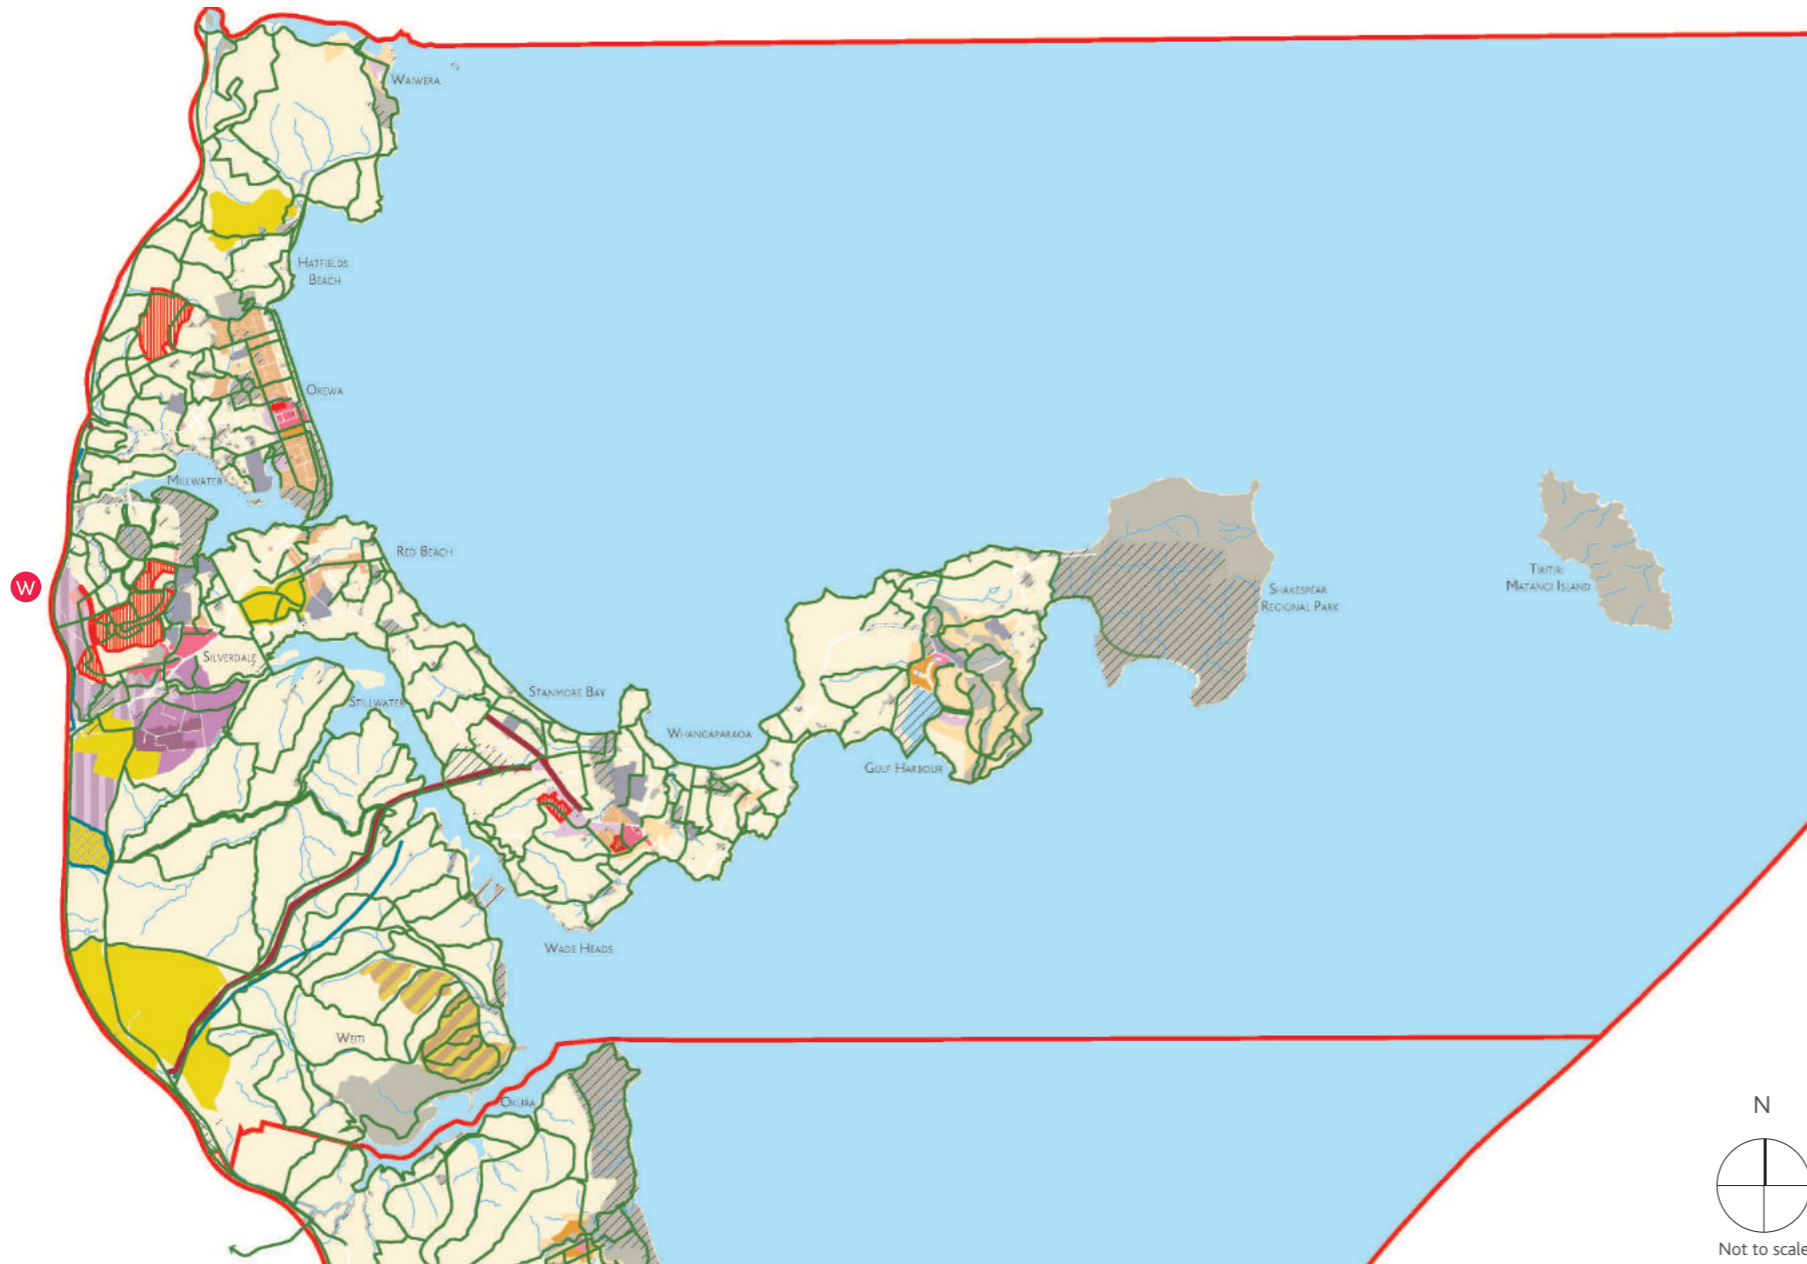 WAIWERA
HATFIELDS
BEACH
OREWA
MILLWATER
RED BEACH
W
SHAKESPEAR
REGIONAL PARK
TIRITIRI
MATANGI ISLAND
SILVERDALE
STILLWATER
STANMORE BAY
WHANGAPARAOA
GULF HARBOUR
WADE HEADS
WEITI
OKURA
N
Not to scale